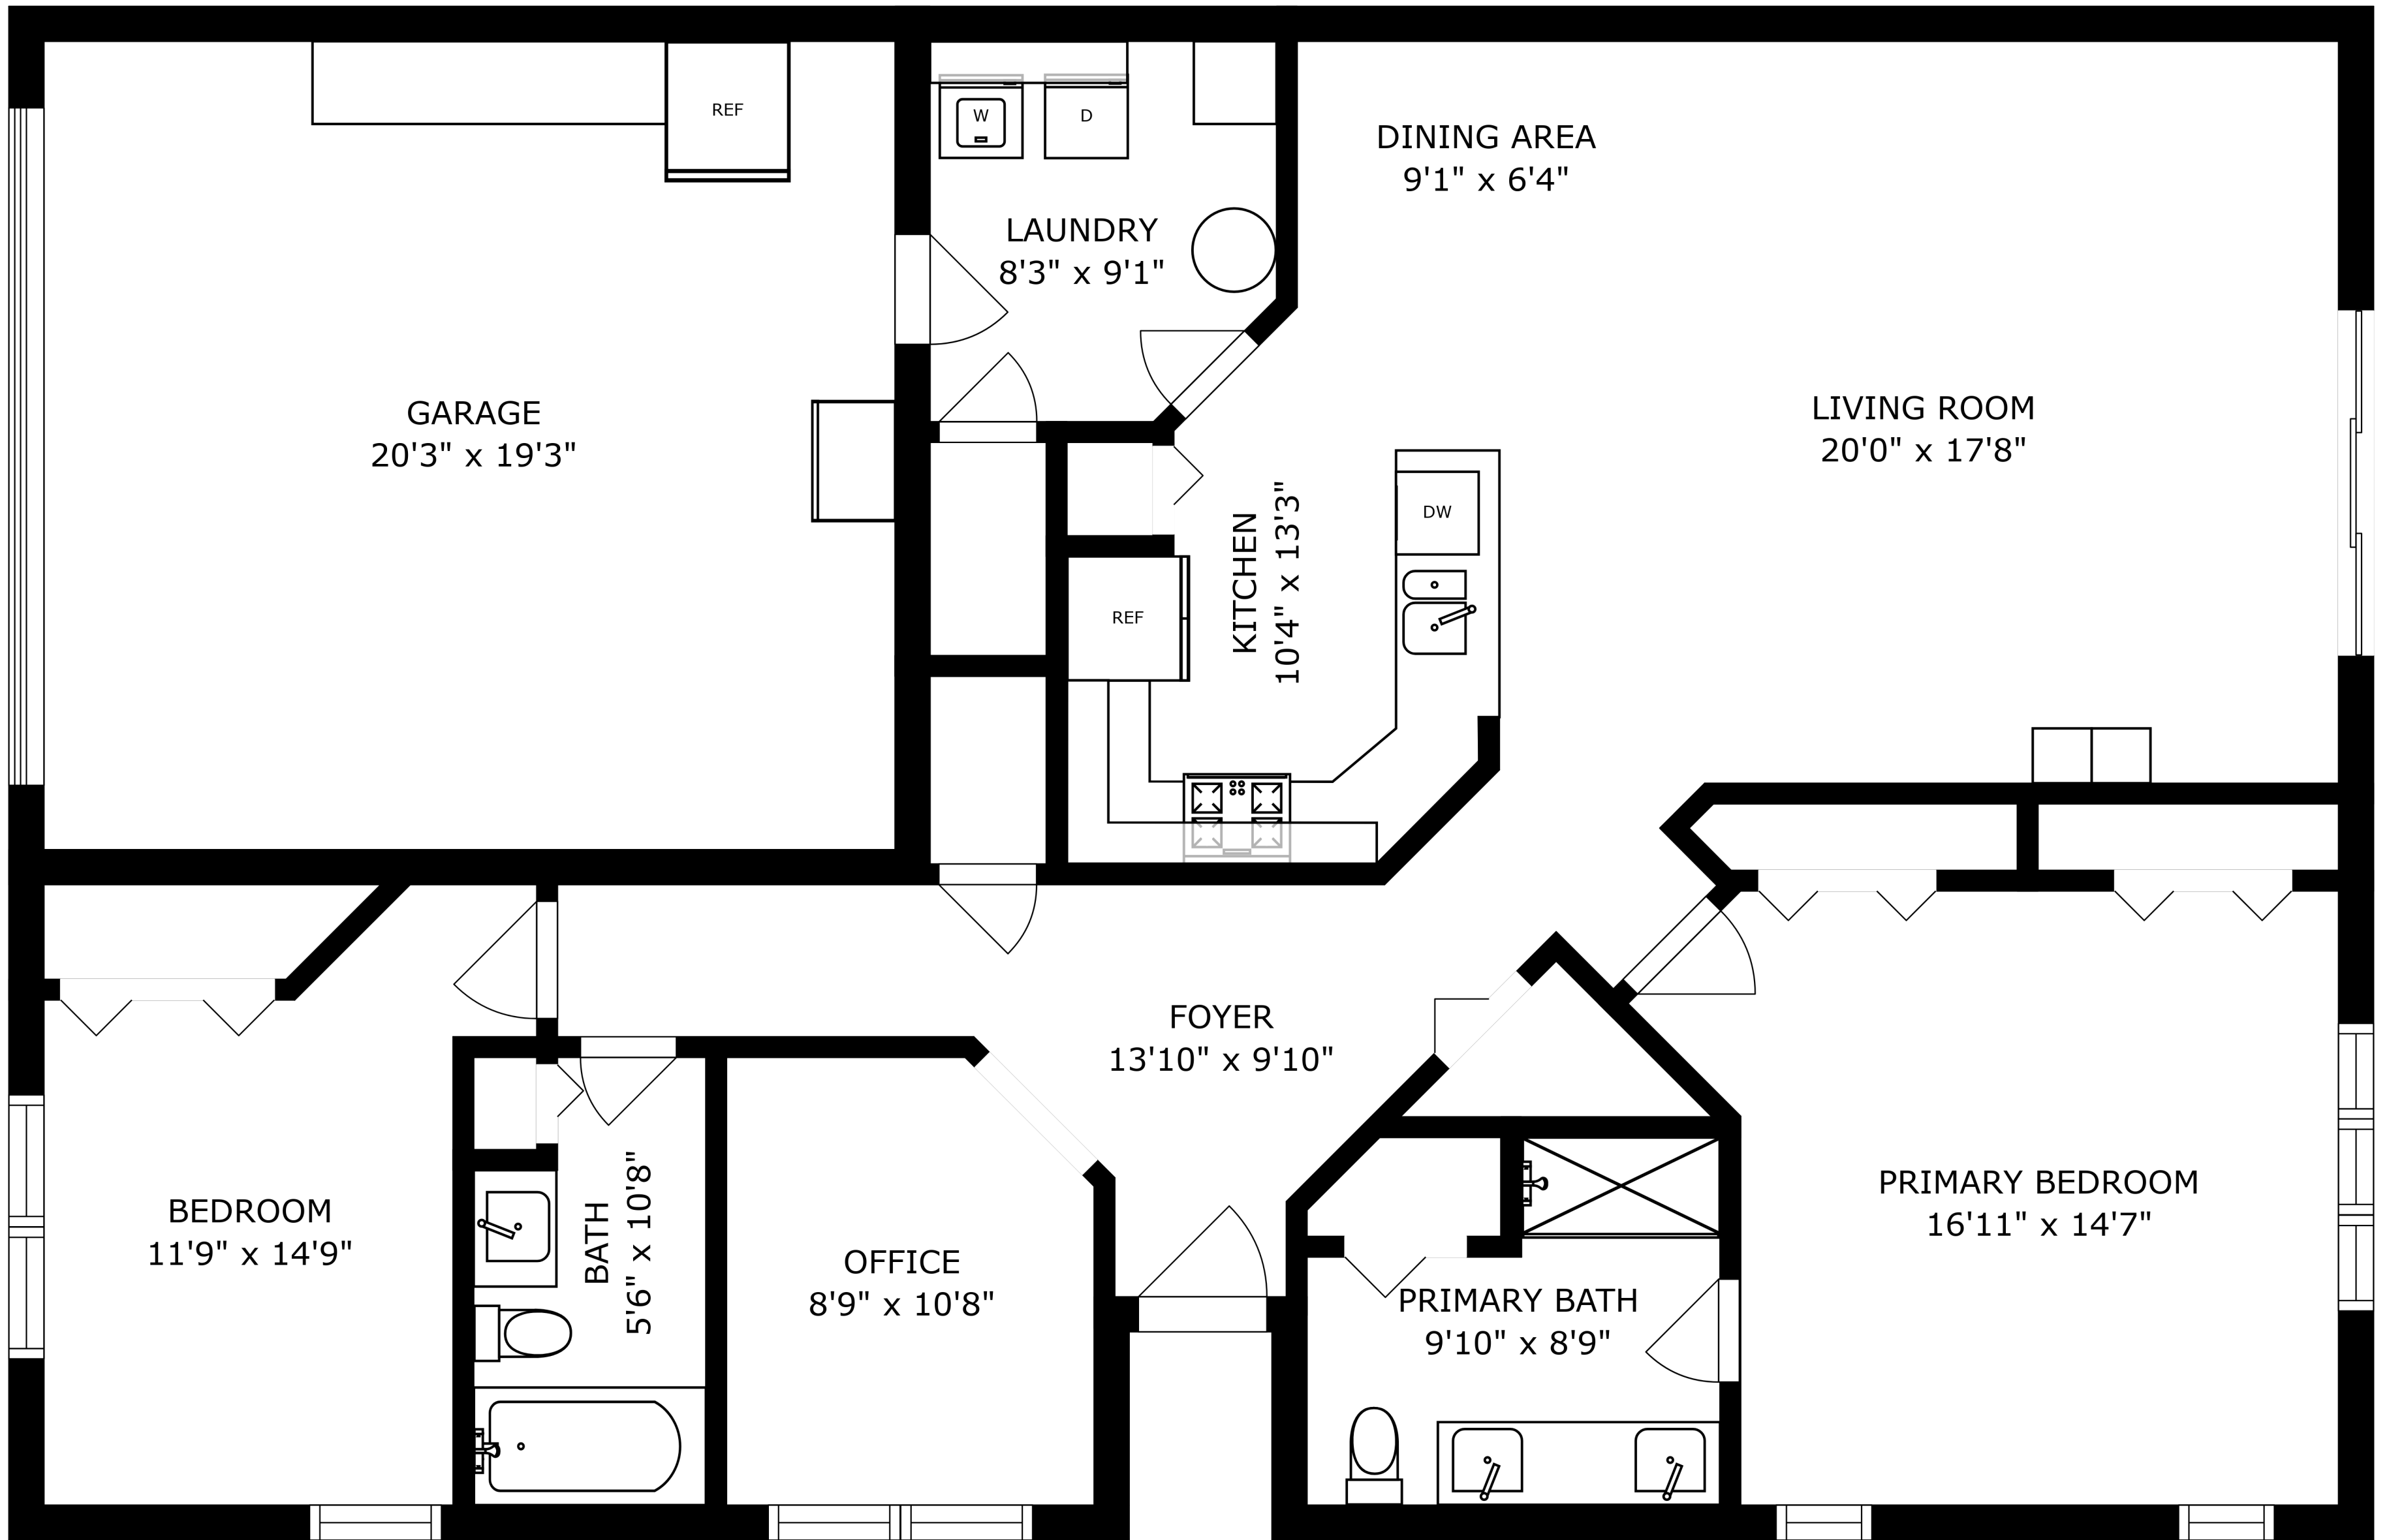 REF
W
D
DINING AREA
9'1" x 6'4"
LAUNDRY
8'3" x 9'1"
GARAGE
20'3" x 19'3"
LIVING ROOM
20'0" x 17'8"
KITCHEN
10'4" x 13'3"
DW
REF
FOYER
13'10" x 9'10"
BEDROOM
11'9" x 14'9"
BATH
5'6" x 10'8"
OFFICE
8'9" x 10'8"
PRIMARY BATH
9'10" x 8'9"
PRIMARY BEDROOM
16'11" x 14'7"